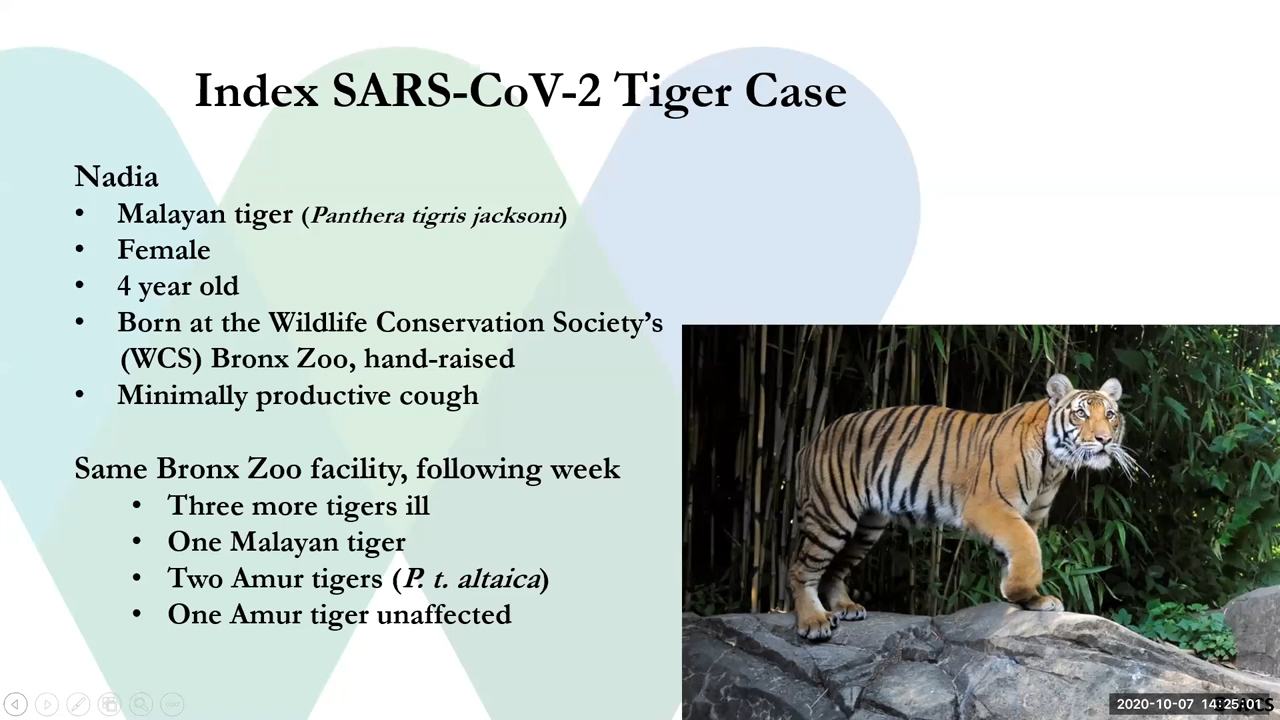 Index SARS-CoV-2 Tiger Case
Nadia
• Malayan tiger (Panthera tigris jacksoni)
• Female
• 4 year old
• Born at the Wildlife Conservation Society’s
(WCS) Bronx Zoo, hand-raised
• Minimally productive cough
Same Bronx Zoo facility, following week
• Three more tigers ill
• One Malayan tiger
• Two Amur tigers (P. t. altaica)
• One Amur tiger unaffected
2020-10-07 14:25:01